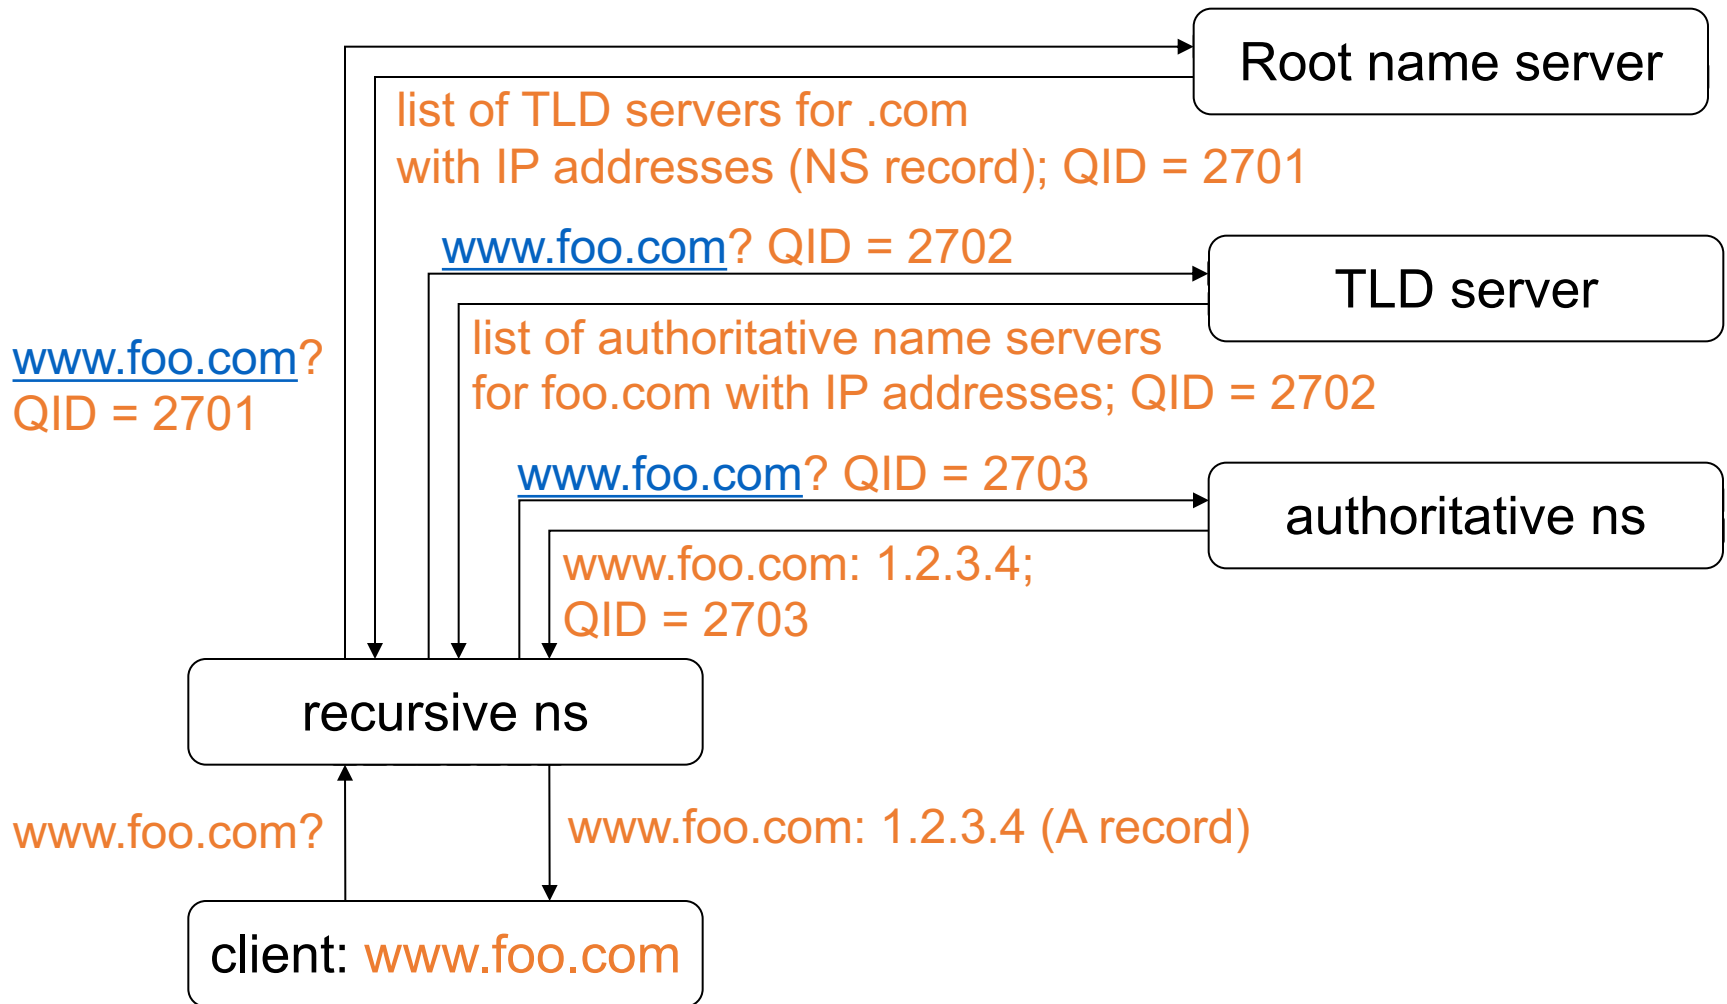 Root name server
list of TLD servers for .com
with IP addresses (NS record); QID = 2701
www.foo.com? QID = 2702
TLD server
www.foo.com?
QID = 2701
list of authoritative name servers
for foo.com with IP addresses; QID = 2702
www.foo.com? QID = 2703
authoritative ns
www.foo.com: 1.2.3.4;
QID = 2703
recursive ns
www.foo.com?
www.foo.com: 1.2.3.4 (A record)
client: www.foo.com